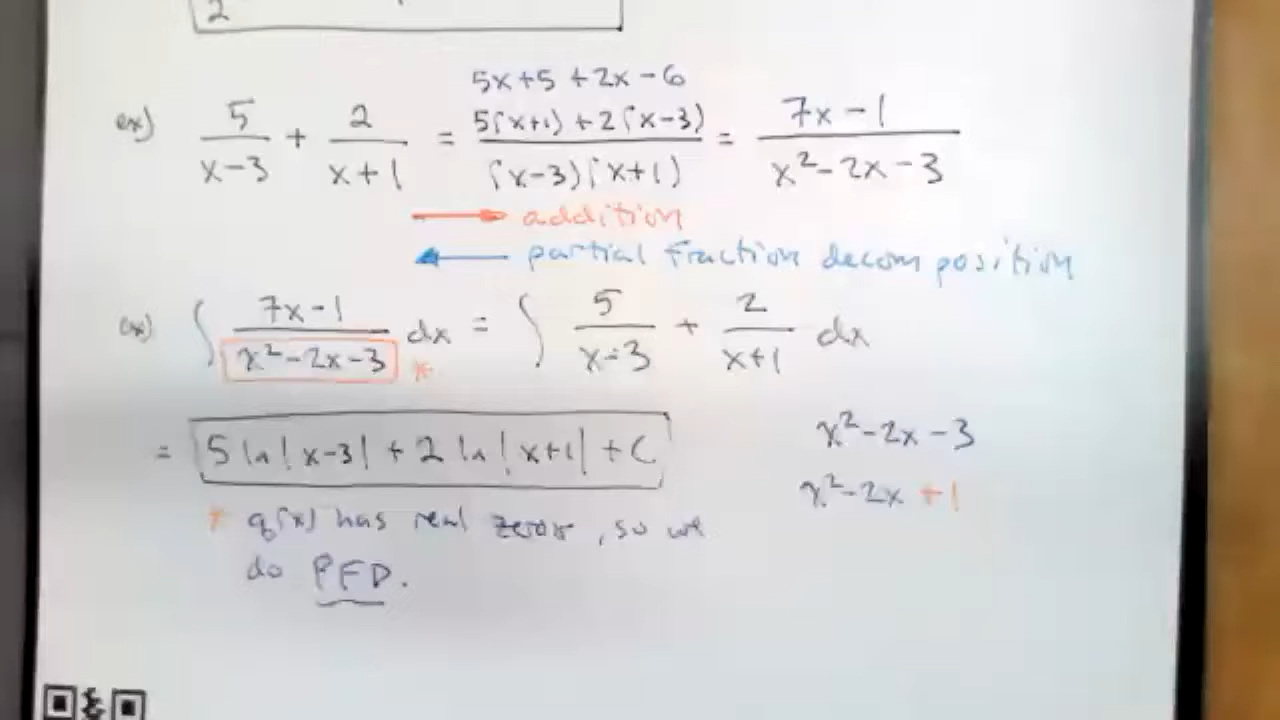 2
5x+5+2x-6
ex) 5/(x-3) + 2/(x+1) = (5(x+1)+2(x-3))/((x-3)(x+1)) = (7x-1)/(x²-2x-3)
→ addition
← partial fraction decomposition
ex) ∫ (7x-1)/(x²-2x-3) dx = ∫ 5/(x-3) + 2/(x+1) dx
*
= 5 ln|x-3| + 2 ln|x+1| + C
x²-2x-3
x²-2x+1
* q(x) has real zeros, so we
do PFD.